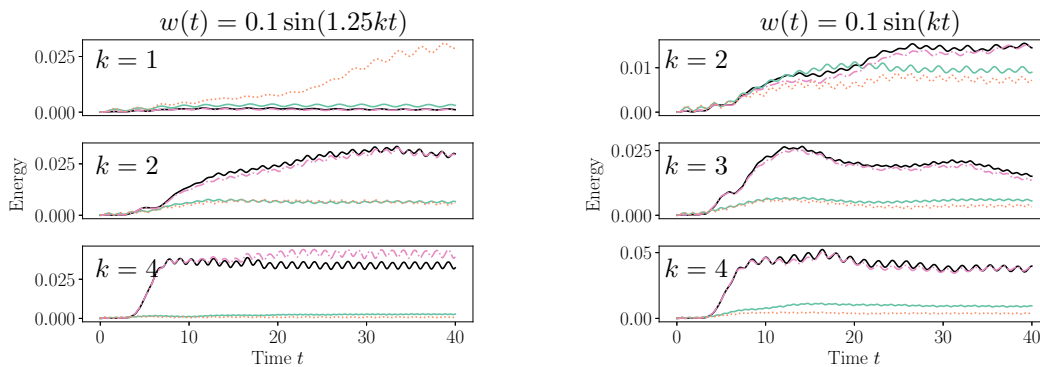 w(t) = 0.1 sin(1.25kt)
0.025
k = 1
0.000
Energy
0.025
k = 2
0.000
0.025
k = 4
0.000
0 10 20 30 40
Time t
w(t) = 0.1 sin(kt)
k = 2
0.01
0.00
Energy
0.025
k = 3
0.000
0.05
k = 4
0.00
0 10 20 30 40
Time t